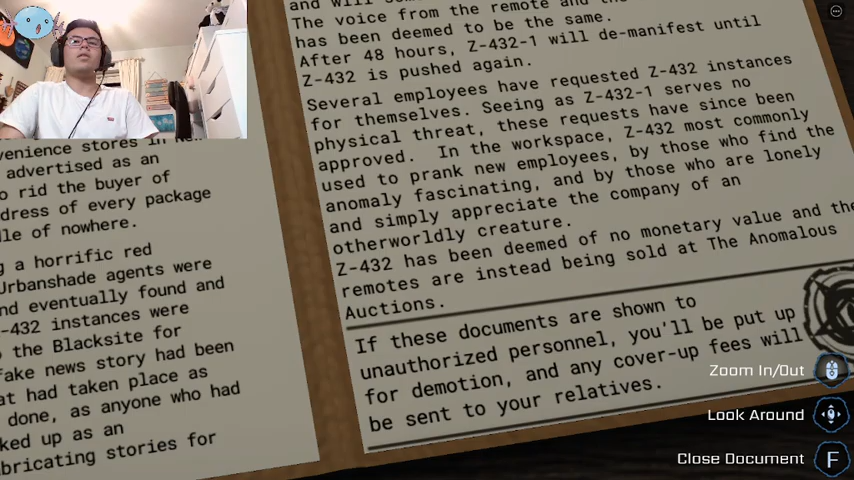 venience stores in
advertised as an
o rid the buyer of
dress of every package
dle of nowhere.
g a horrific red
Urbanshade agents were
nd eventually found and
-432 instances were
o the Blacksite for
fake news story had been
at had taken place as
done, as anyone who had
ked up as an
bricating stories for
and will
The voice from the remote and the
has been deemed to be the same.
After 48 hours, Z-432-1 will de-manifest until
Z-432 is pushed again.
Several employees have requested Z-432 instances
for themselves. Seeing as Z-432-1 serves no
physical threat, these requests have since been
approved. In the workspace, Z-432 most commonly
used to prank new employees, by those who find the
anomaly fascinating, and by those who are lonely
and simply appreciate the company of an
otherworldly creature.
Z-432 has been deemed of no monetary value and the
remotes are instead being sold at The Anomalous
Auctions.
If these documents are shown to
unauthorized personnel, you'll be put up
for demotion, and any cover-up fees will
be sent to your relatives.
Zoom In/Out
Look Around
Close Document F